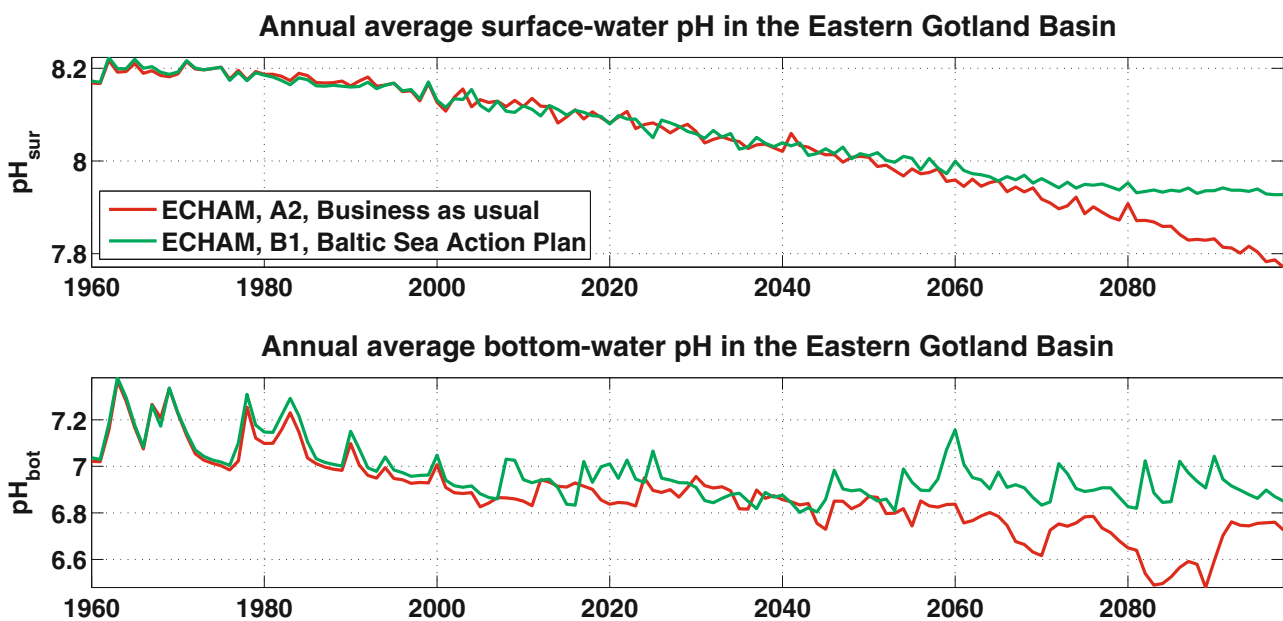 Annual average surface-water pH in the Eastern Gotland Basin
8.2
8
7.8
pH_sur
ECHAM, A2, Business as usual
ECHAM, B1, Baltic Sea Action Plan
1960 1980 2000 2020 2040 2060 2080
Annual average bottom-water pH in the Eastern Gotland Basin
7.2
7
6.8
6.6
pH_bot
1960 1980 2000 2020 2040 2060 2080